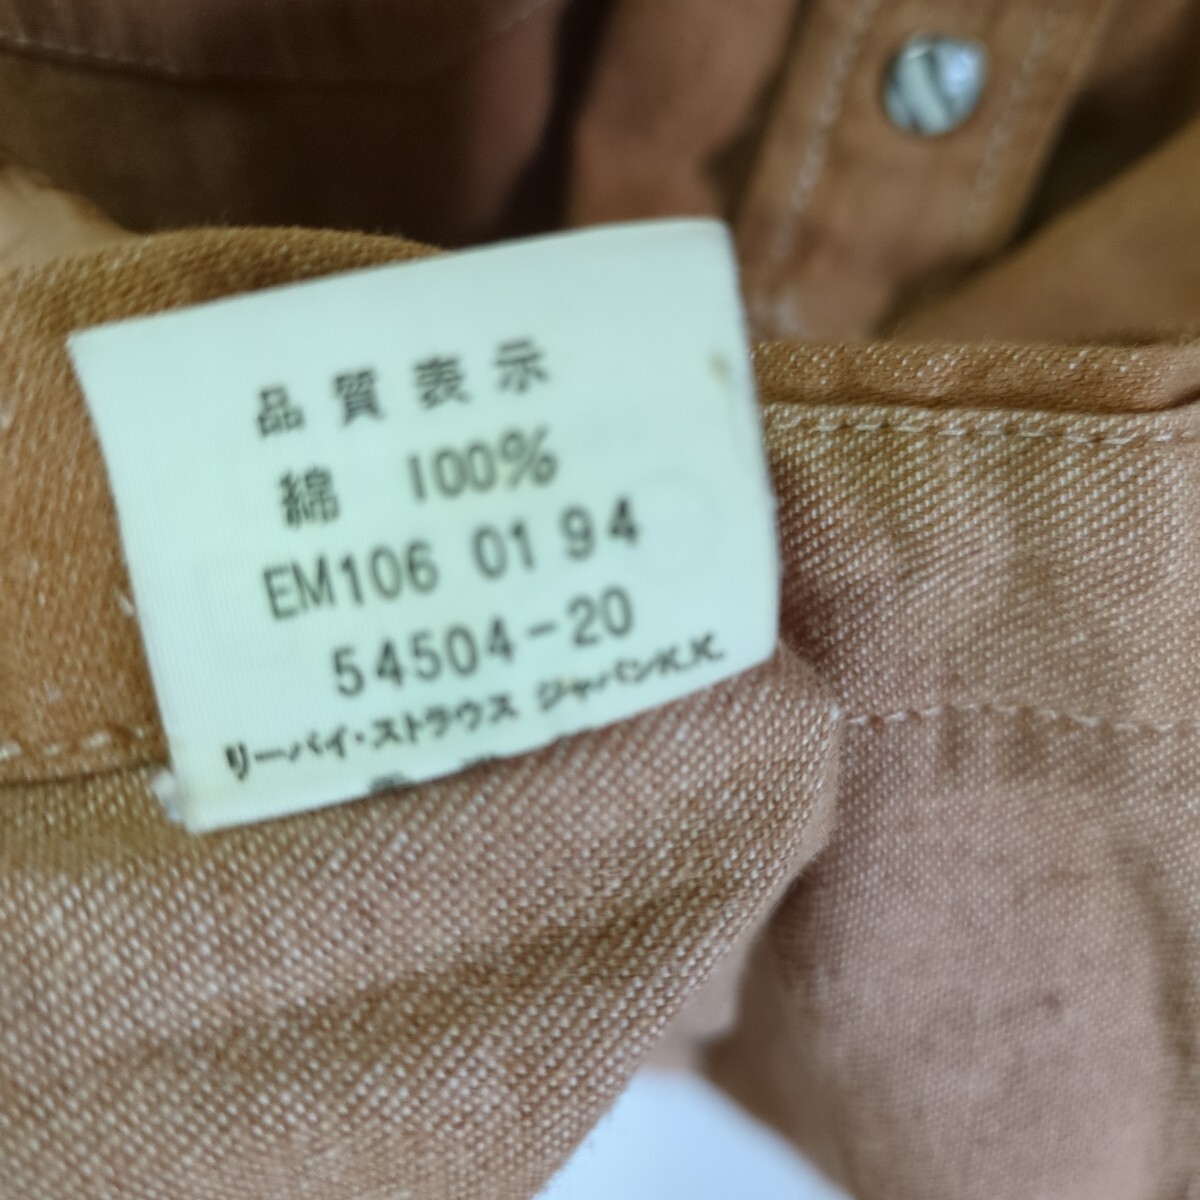 品質表示
綿 100%
EM106 01 94
54504-20
リーバイ・ストラウス ジャパンK.K.